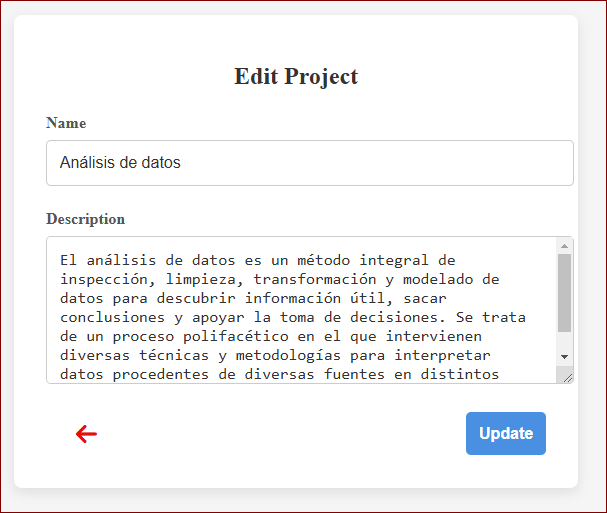 Edit Project
Name
Análisis de datos
Description
El análisis de datos es un método integral de
inspección, limpieza, transformación y modelado de
datos para descubrir información útil, sacar
conclusiones y apoyar la toma de decisiones. Se trata
de un proceso polifacético en el que intervienen
diversas técnicas y metodologías para interpretar
datos procedentes de diversas fuentes en distintos
Update